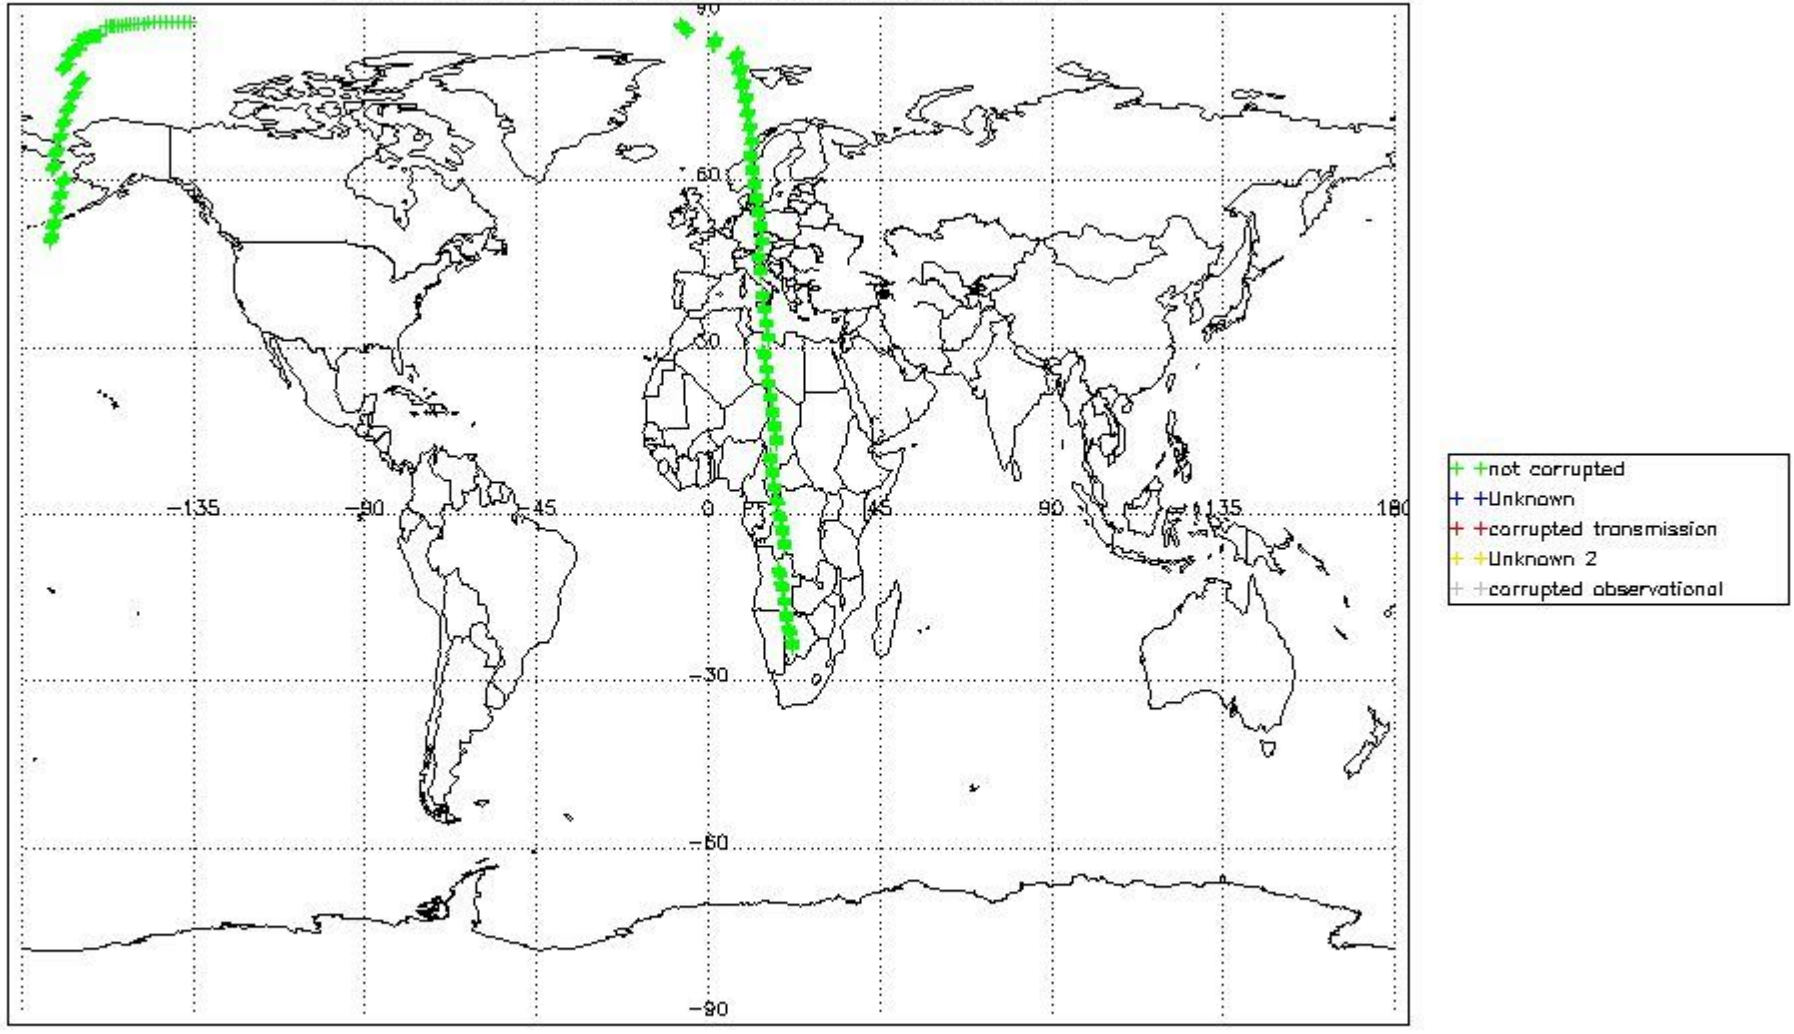 90
60
30
-135
-90
-45
0
45
90
135
180
-30
-60
-90
not corrupted
Unknown
corrupted transmission
Unknown 2
corrupted observational